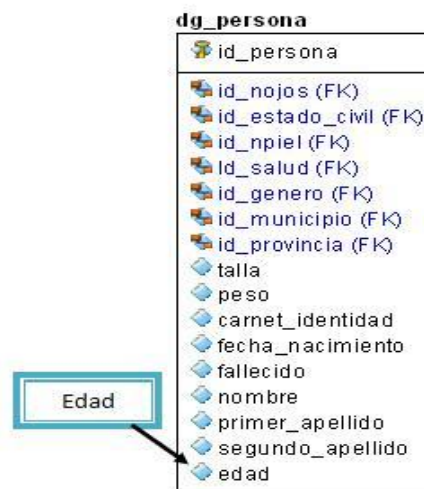 dg_persona
id_persona
id_nojos (FK)
id_estado_civil (FK)
id_npiel (FK)
Id_salud (FK)
id_genero (FK)
id_municipio (FK)
id_provincia (FK)
talla
peso
carnet_identidad
fecha_nacimiento
fallecido
nombre
primer_apellido
segundo_apellido
edad
Edad